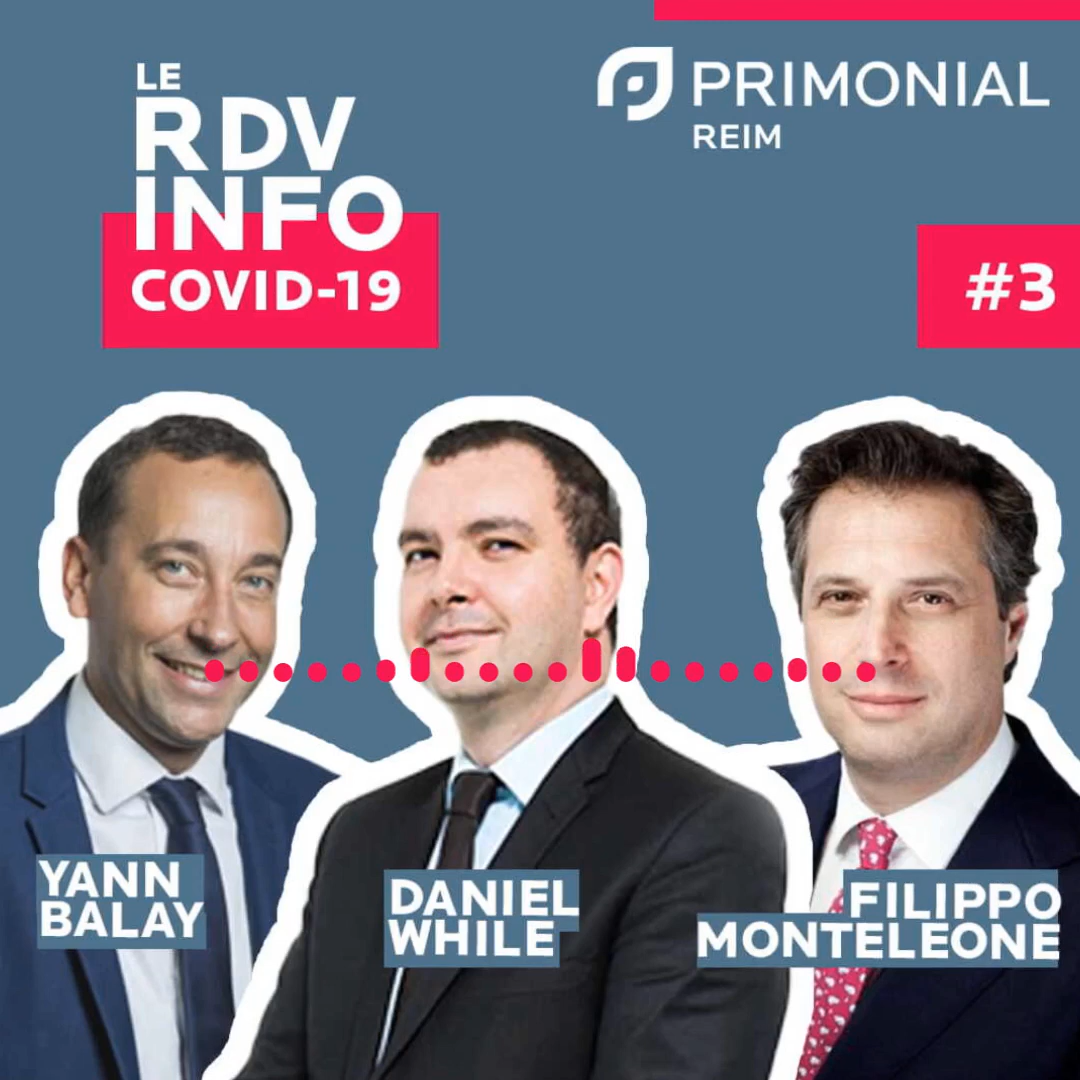 LE
RDV
INFO
COVID-19
PRIMONIAL
REIM
#3
YANN
BALAY
DANIEL
WHILE
FILIPPO
MONTELEONE